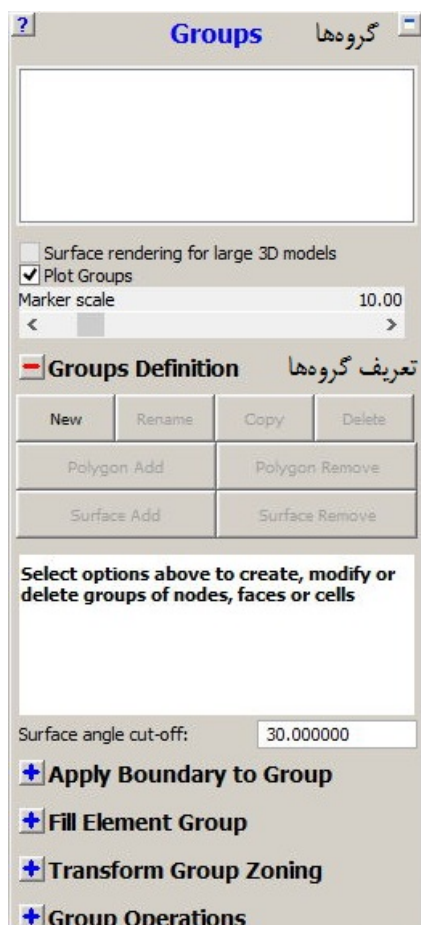 ?
Groups گروه‌ها
Surface rendering for large 3D models
Plot Groups
Marker scale 10.00
Groups Definition تعریف گروه‌ها
New Rename Copy Delete
Polygon Add Polygon Remove
Surface Add Surface Remove
Select options above to create, modify or
delete groups of nodes, faces or cells
Surface angle cut-off: 30.000000
Apply Boundary to Group
Fill Element Group
Transform Group Zoning
Group Operations